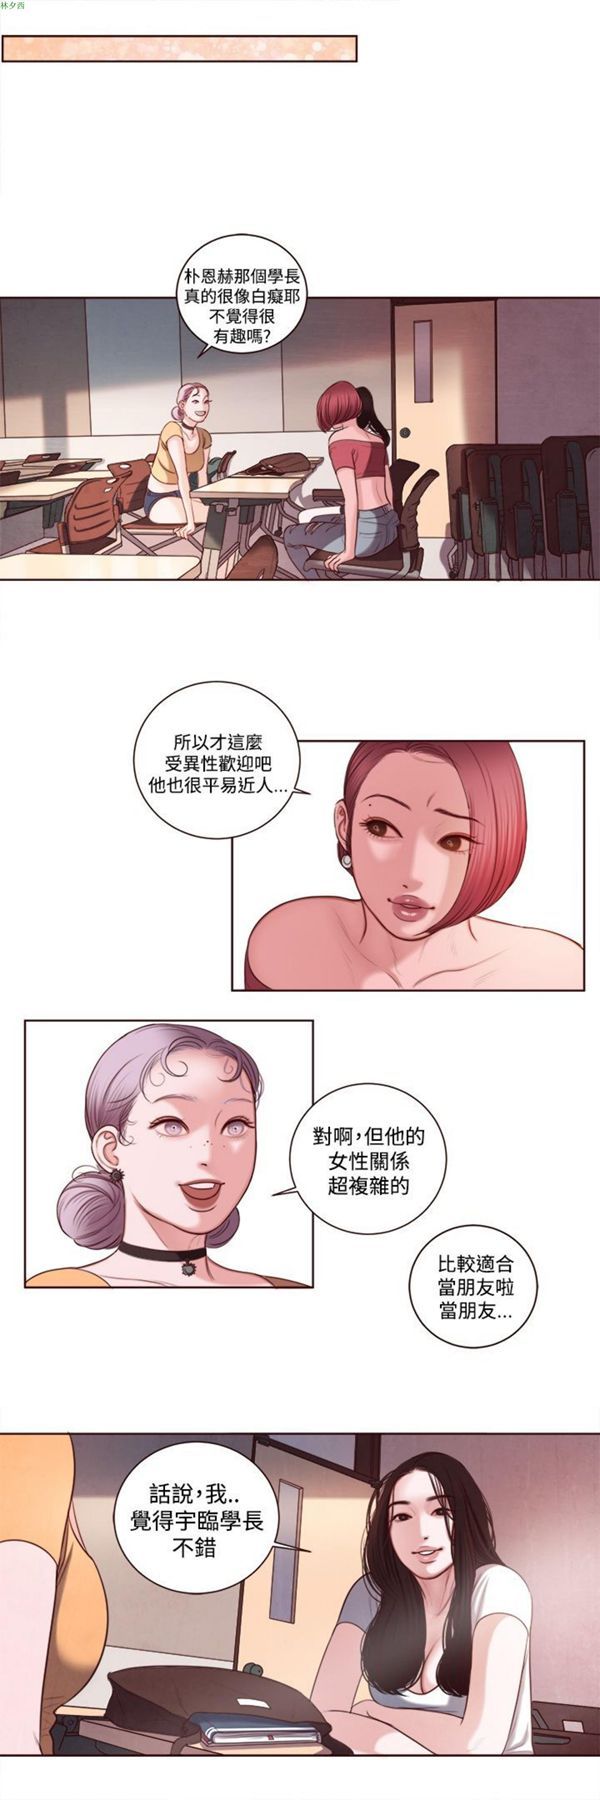 林夕西
朴恩赫那個學長
真的很像白癡耶
不覺得很
有趣嗎?
所以才這麼
受異性歡迎吧
他也很平易近人...
對啊，但他的
女性關係
超複雜的
比較適合
當朋友啦
當朋友...
話說，我..
覺得宇臨學長
不錯